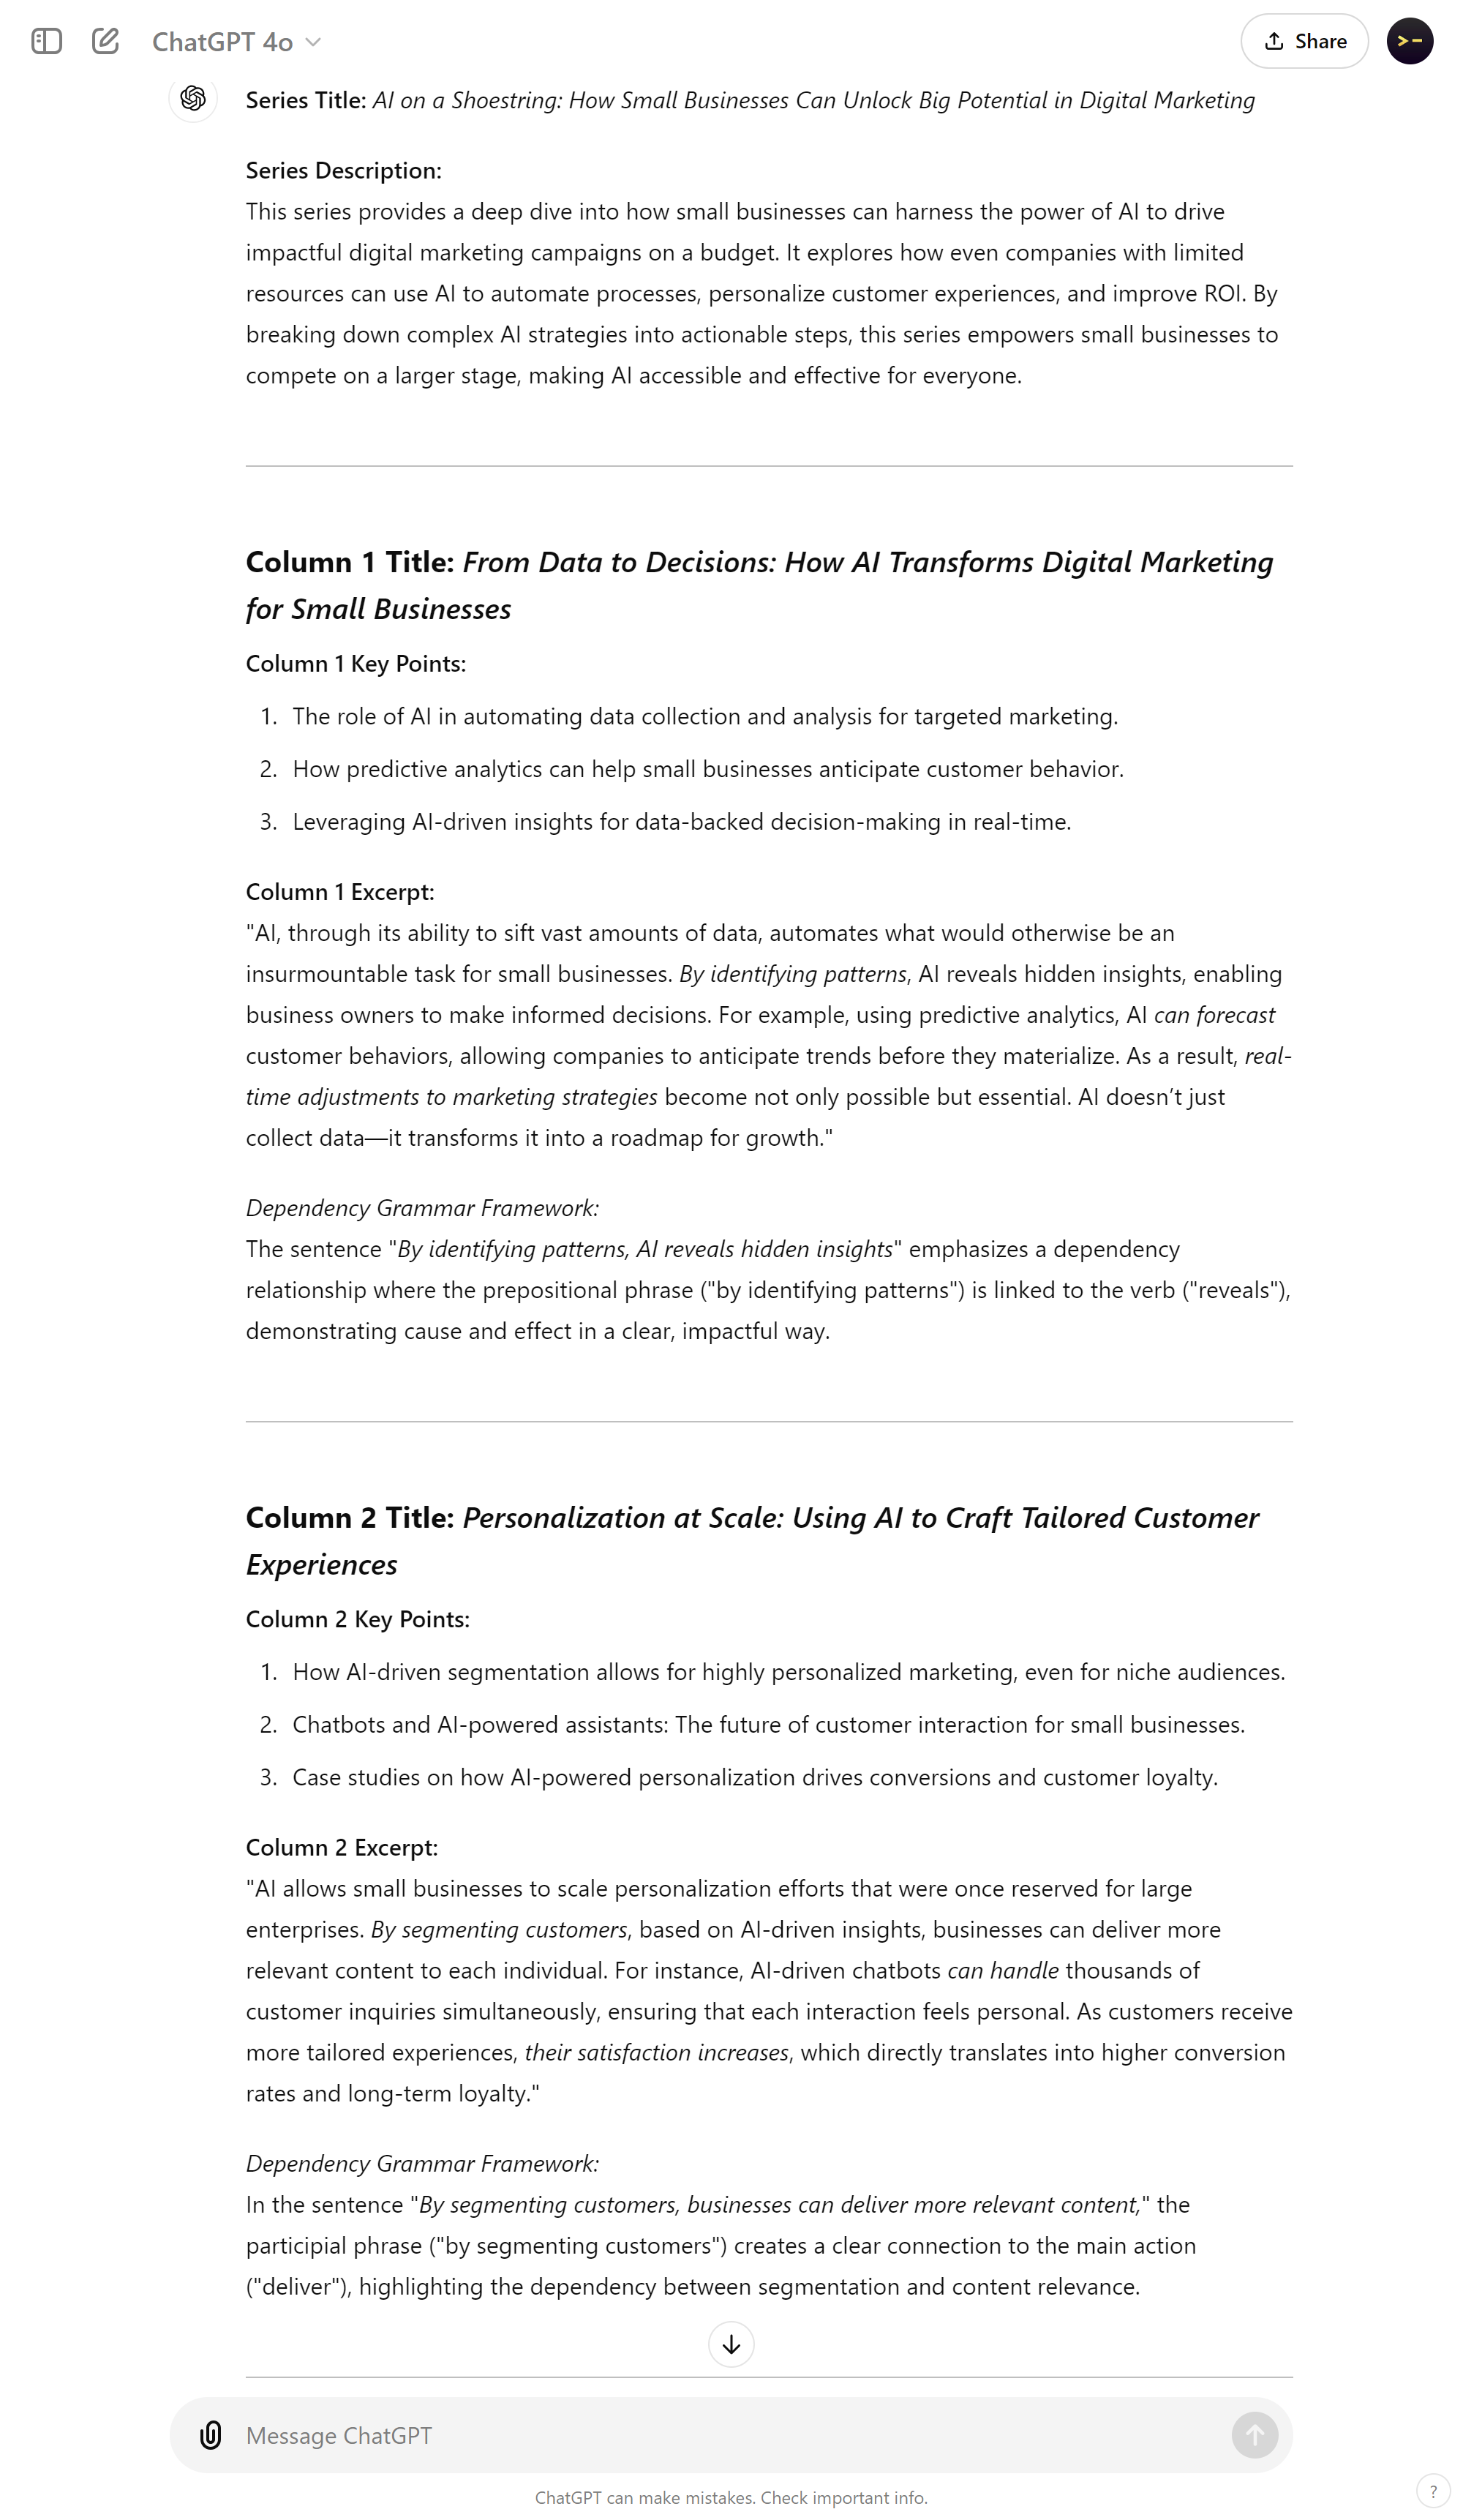 ChatGPT 4o
Share
Series Title: AI on a Shoestring: How Small Businesses Can Unlock Big Potential in Digital Marketing
Series Description:
This series provides a deep dive into how small businesses can harness the power of AI to drive
impactful digital marketing campaigns on a budget. It explores how even companies with limited
resources can use AI to automate processes, personalize customer experiences, and improve ROI. By
breaking down complex AI strategies into actionable steps, this series empowers small businesses to
compete on a larger stage, making AI accessible and effective for everyone.
Column 1 Title: From Data to Decisions: How AI Transforms Digital Marketing
for Small Businesses
Column 1 Key Points:
1. The role of AI in automating data collection and analysis for targeted marketing.
2. How predictive analytics can help small businesses anticipate customer behavior.
3. Leveraging AI-driven insights for data-backed decision-making in real-time.
Column 1 Excerpt:
"AI, through its ability to sift vast amounts of data, automates what would otherwise be an
insurmountable task for small businesses. By identifying patterns, AI reveals hidden insights, enabling
business owners to make informed decisions. For example, using predictive analytics, AI can forecast
customer behaviors, allowing companies to anticipate trends before they materialize. As a result, real-
time adjustments to marketing strategies become not only possible but essential. AI doesn’t just
collect data—it transforms it into a roadmap for growth."
Dependency Grammar Framework:
The sentence "By identifying patterns, AI reveals hidden insights" emphasizes a dependency
relationship where the prepositional phrase ("by identifying patterns") is linked to the verb ("reveals"),
demonstrating cause and effect in a clear, impactful way.
Column 2 Title: Personalization at Scale: Using AI to Craft Tailored Customer
Experiences
Column 2 Key Points:
1. How AI-driven segmentation allows for highly personalized marketing, even for niche audiences.
2. Chatbots and AI-powered assistants: The future of customer interaction for small businesses.
3. Case studies on how AI-powered personalization drives conversions and customer loyalty.
Column 2 Excerpt:
"AI allows small businesses to scale personalization efforts that were once reserved for large
enterprises. By segmenting customers, based on AI-driven insights, businesses can deliver more
relevant content to each individual. For instance, AI-driven chatbots can handle thousands of
customer inquiries simultaneously, ensuring that each interaction feels personal. As customers receive
more tailored experiences, their satisfaction increases, which directly translates into higher conversion
rates and long-term loyalty."
Dependency Grammar Framework:
In the sentence "By segmenting customers, businesses can deliver more relevant content," the
participial phrase ("by segmenting customers") creates a clear connection to the main action
("deliver"), highlighting the dependency between segmentation and content relevance.
Message ChatGPT
ChatGPT can make mistakes. Check important info.
?